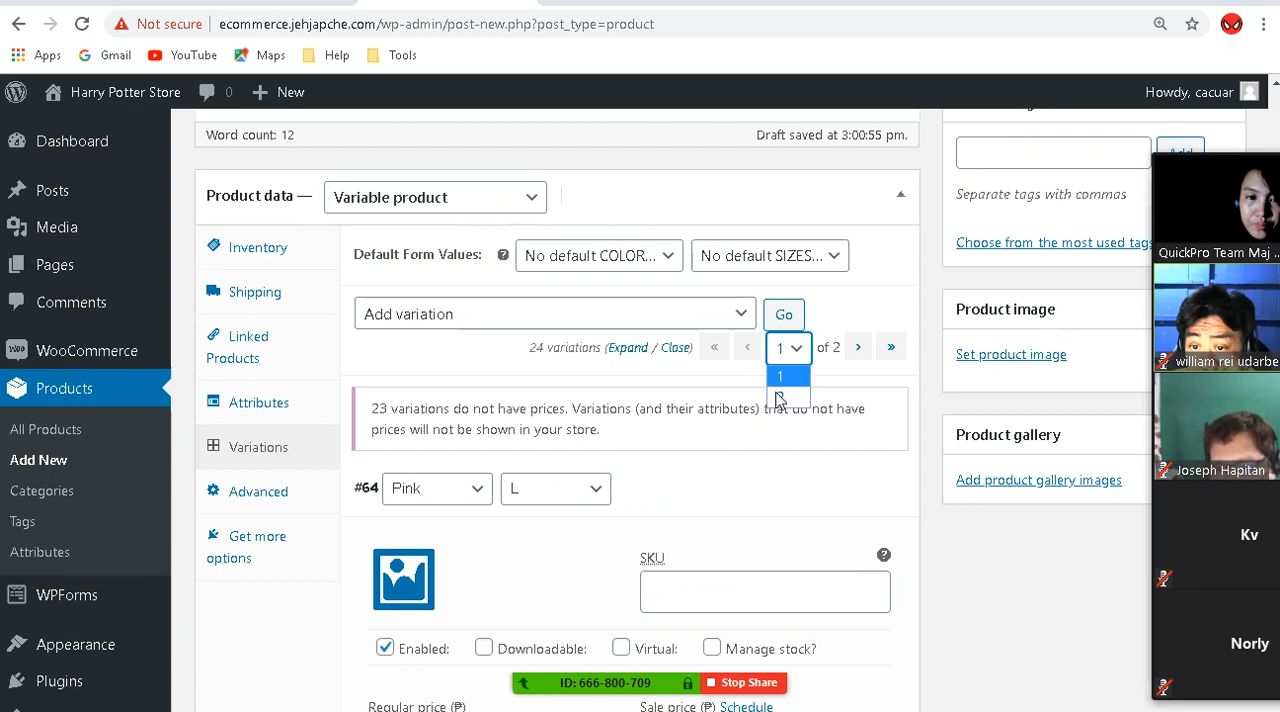 Not secure ecommerce.jehjapche.com/wp-admin/post-new.php?post_type=product
Apps Gmail YouTube Maps Help Tools
Harry Potter Store 0 New Howdy, cacuar
Dashboard
Posts
Media
Pages
Comments
WooCommerce
Products
All Products
Add New
Categories
Tags
Attributes
WPForms
Appearance
Plugins
Word count: 12 Draft saved at 3:00:55 pm.
Product data — Variable product
Inventory
Shipping
Linked
Products
Attributes
Variations
Advanced
Get more
options
Default Form Values: No default COLOR... No default SIZES...
Add variation Go
24 variations (Expand / Close) « ‹ 1 of 2 › »
1
23 variations do not have prices. Variations (and their attributes) that do not have
prices will not be shown in your store.
#64 Pink L
SKU
Enabled: Downloadable: Virtual: Manage stock?
ID: 666-800-709 Stop Share
Regular price (₱) Sale price (₱) Schedule
Separate tags with commas
Choose from the most used tags
Product image
Set product image
Product gallery
Add product gallery images
QuickPro Team Maj ...
william rei udarbe
Joseph Hapitan
Kv
Norly